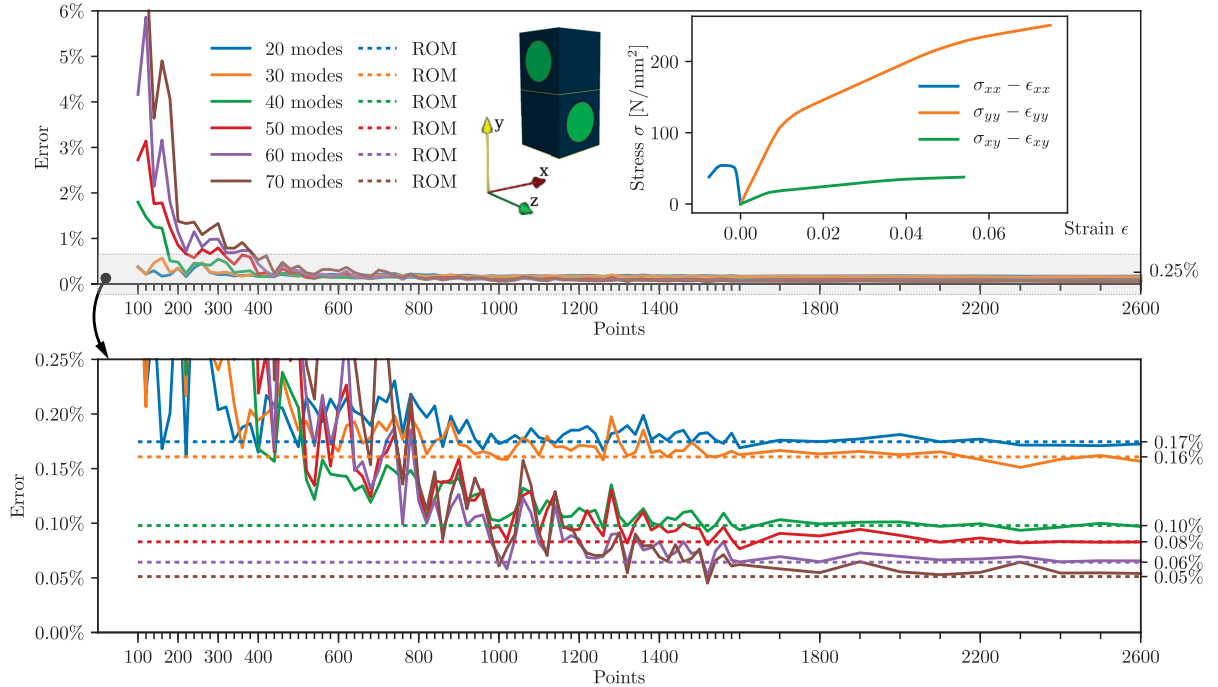 6%
5%
4%
3%
2%
1%
0%
Error
20 modes ROM
30 modes ROM
40 modes ROM
50 modes ROM
60 modes ROM
70 modes ROM
y
x
z
Stress σ [N/mm²]
200
100
0
σxx − ϵxx
σyy − ϵyy
σxy − ϵxy
0.00 0.02 0.04 0.06 Strain ϵ
0.25%
100 200 300 400 600 800 1000 1200 1400 1800 2200 2600
Points
0.25%
0.20%
0.15%
0.10%
0.05%
0.00%
Error
0.17%
0.16%
0.10%
0.08%
0.06%
0.05%
100 200 300 400 600 800 1000 1200 1400 1800 2200 2600
Points